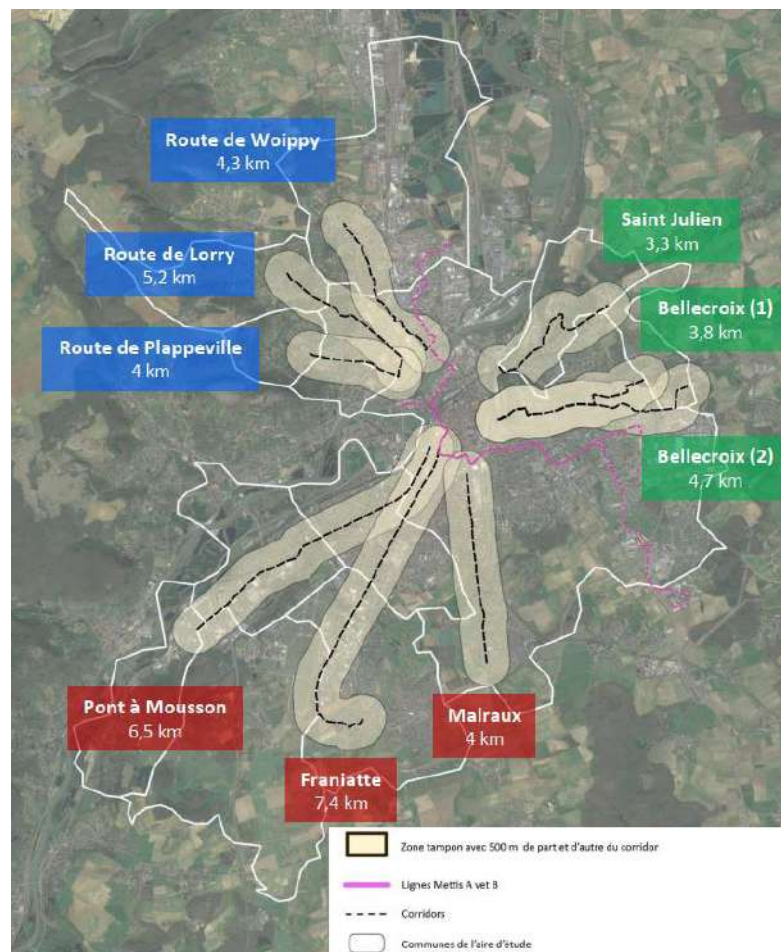 Route de Woippy
4,3 km
Saint Julien
3,3 km
Route de Lorry
5,2 km
Bellecroix (1)
3,8 km
Route de Plappeville
4 km
Bellecroix (2)
4,7 km
Pont à Mousson
6,5 km
Malraux
4 km
Franiatte
7,4 km
Zone tampon avec 500 m de part et d'autre du corridor
Lignes Mettis A vet B
Corridors
Communes de l'aire d'étude